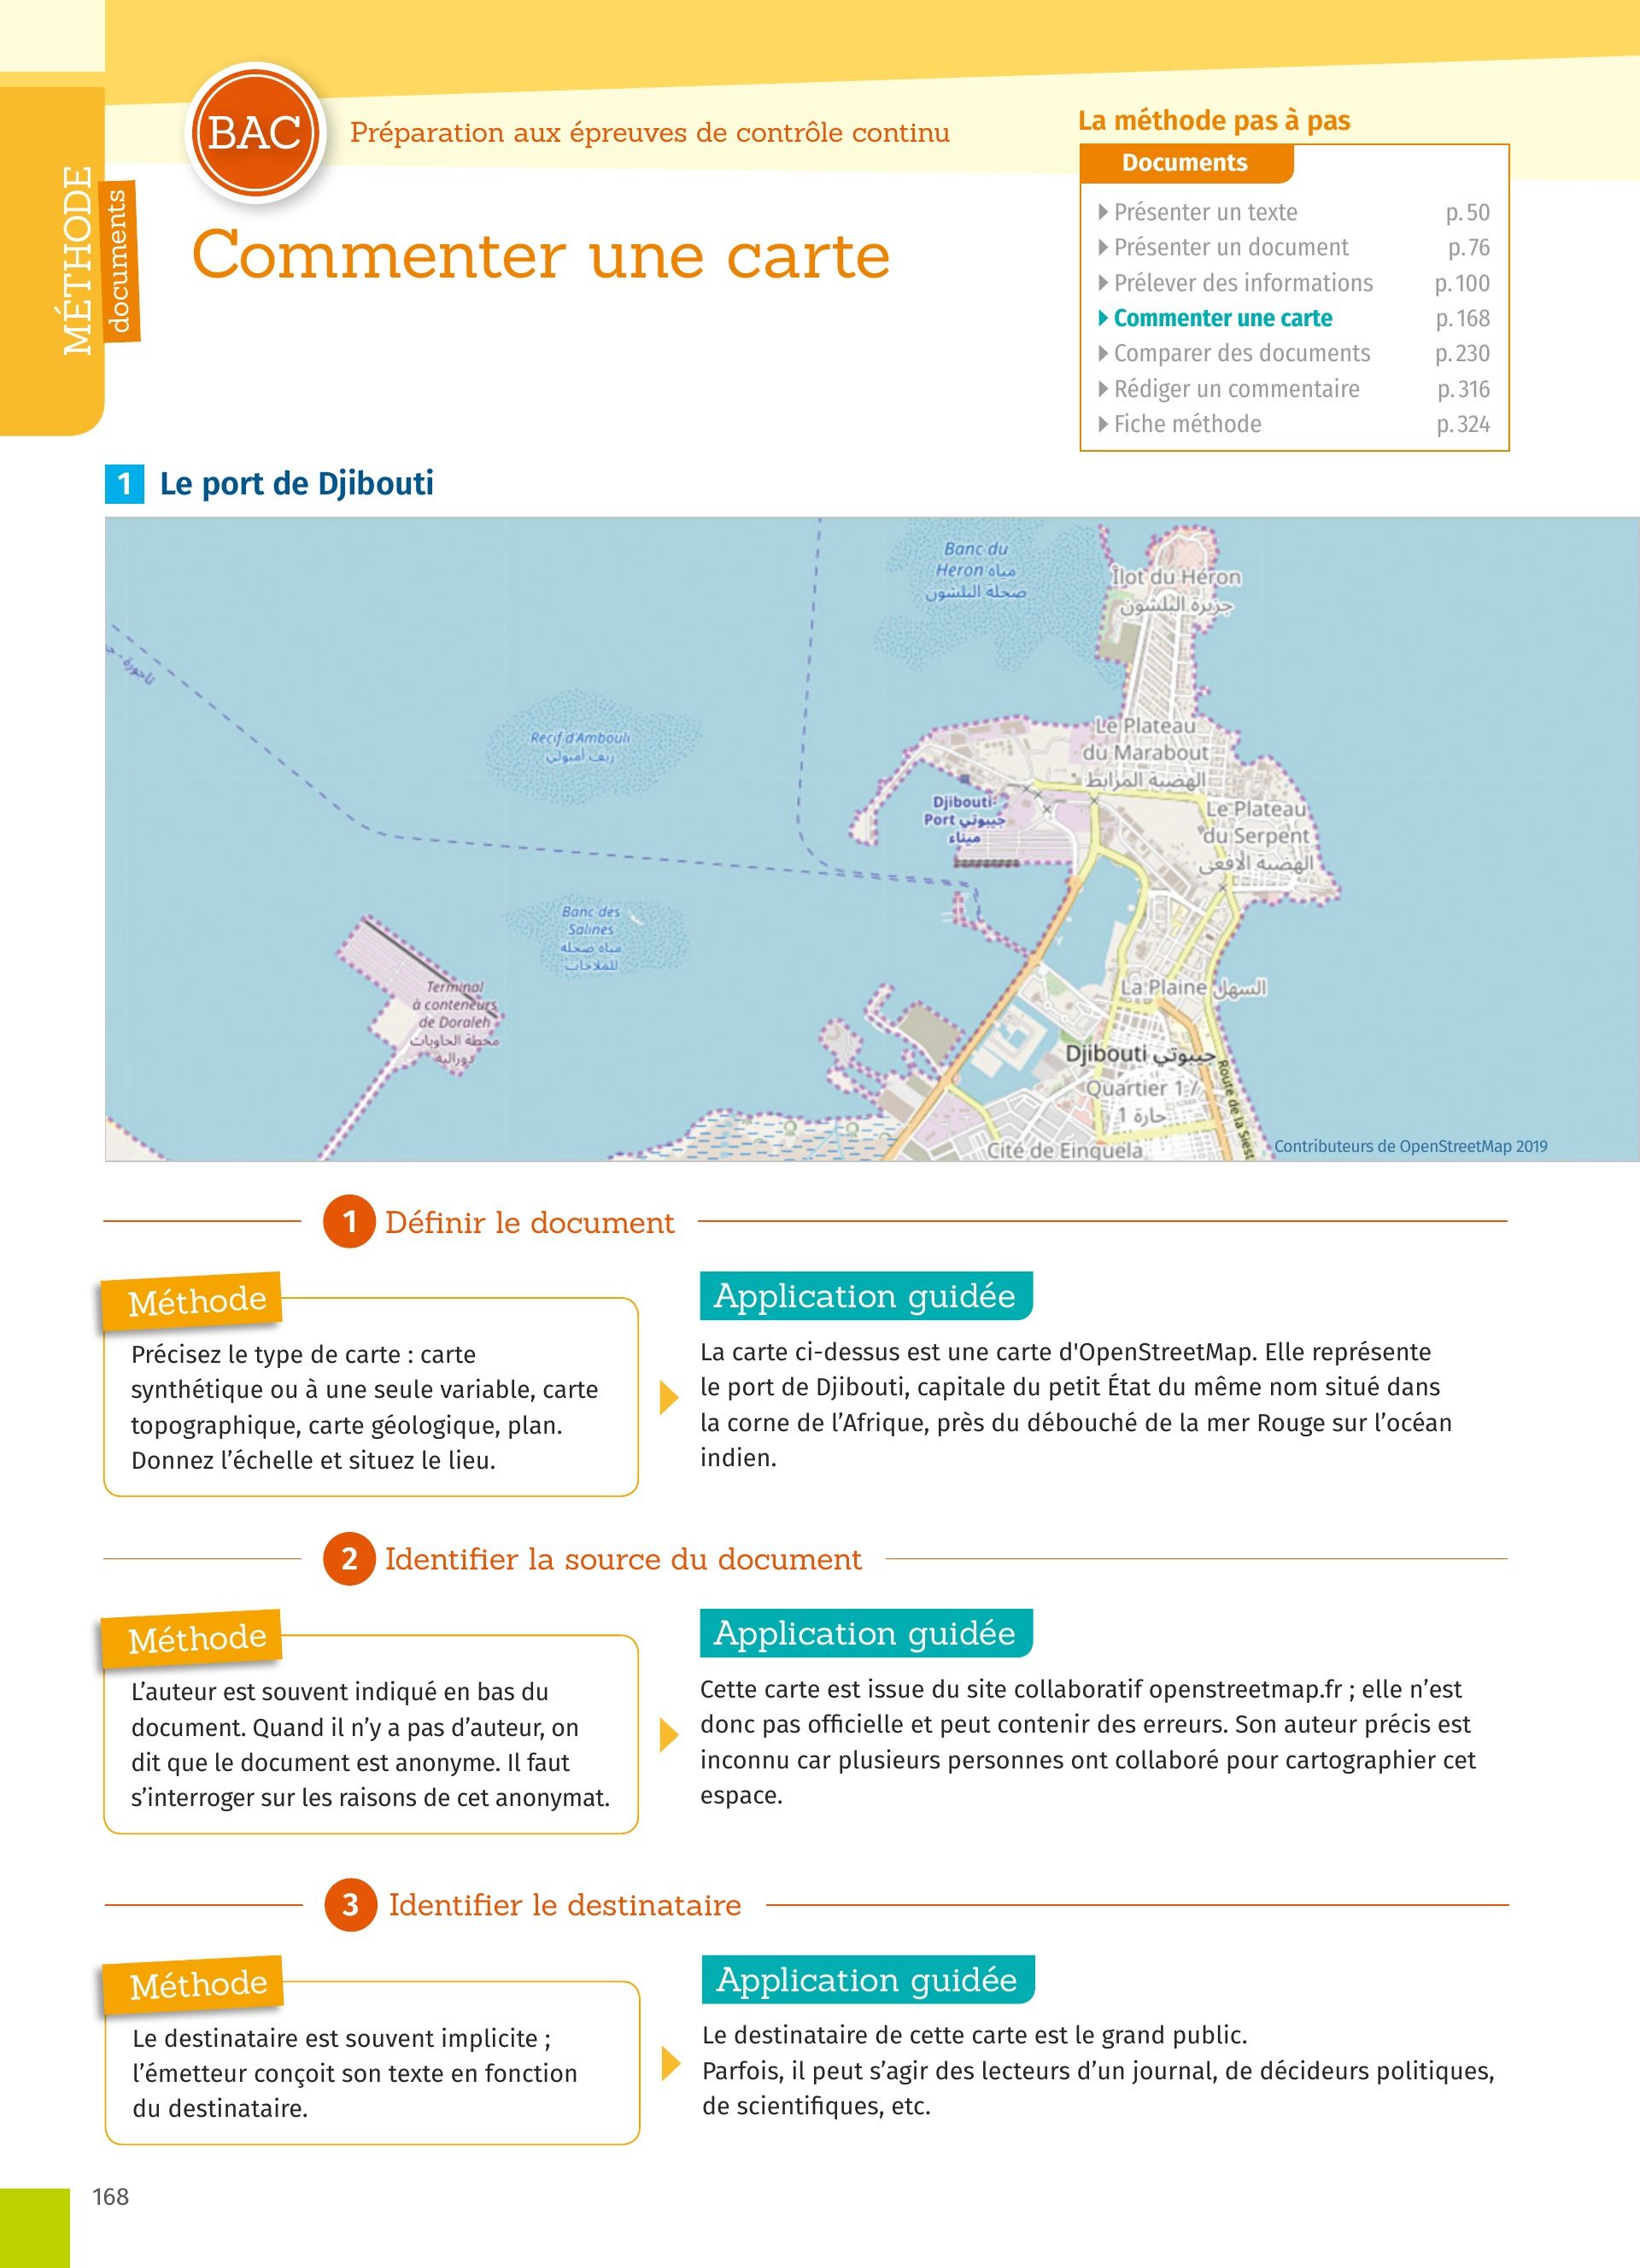 MÉTHODE
documents
BAC
Préparation aux épreuves de contrôle continu
Commenter une carte
La méthode pas à pas
Documents
Présenter un texte p. 50
Présenter un document p. 76
Prélever des informations p. 100
Commenter une carte p. 168
Comparer des documents p. 230
Rédiger un commentaire p. 316
Fiche méthode p. 324
1 Le port de Djibouti
Banc du
Heron مياه
ضحلة البلشون
Îlot du Héron
جزيرة البلشون
تاجورة
Recif d'Ambouli
ريف أمبولي
Le Plateau
du Marabout
الهضبة المرابط
Djibouti-
Port جيبوتي
ميناء
Le Plateau
du Serpent
الهضبة الافعى
Banc des
Salines
مياه ضحلة
للملاحات
Terminal
à conteneurs
de Doraleh
محطة الحاويات
دوراليه
La Plaine السهل
Djibouti جيبوتي
Quartier 1 /
حارة 1
Route de la Siest
Cité de Einguela
Contributeurs de OpenStreetMap 2019
1 Définir le document
Méthode
Précisez le type de carte : carte
synthétique ou à une seule variable, carte
topographique, carte géologique, plan.
Donnez l’échelle et situez le lieu.
Application guidée
La carte ci-dessus est une carte d'OpenStreetMap. Elle représente
le port de Djibouti, capitale du petit État du même nom situé dans
la corne de l’Afrique, près du débouché de la mer Rouge sur l’océan
indien.
2 Identifier la source du document
Méthode
L’auteur est souvent indiqué en bas du
document. Quand il n’y a pas d’auteur, on
dit que le document est anonyme. Il faut
s’interroger sur les raisons de cet anonymat.
Application guidée
Cette carte est issue du site collaboratif openstreetmap.fr ; elle n’est
donc pas officielle et peut contenir des erreurs. Son auteur précis est
inconnu car plusieurs personnes ont collaboré pour cartographier cet
espace.
3 Identifier le destinataire
Méthode
Le destinataire est souvent implicite ;
l’émetteur conçoit son texte en fonction
du destinataire.
Application guidée
Le destinataire de cette carte est le grand public.
Parfois, il peut s’agir des lecteurs d’un journal, de décideurs politiques,
de scientifiques, etc.
168